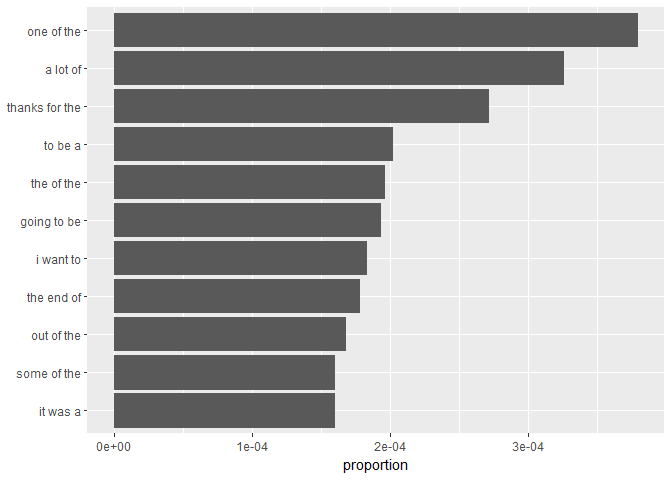 one of the
a lot of
thanks for the
to be a
the of the
going to be
i want to
the end of
out of the
some of the
it was a
0e+00 1e-04 2e-04 3e-04
proportion